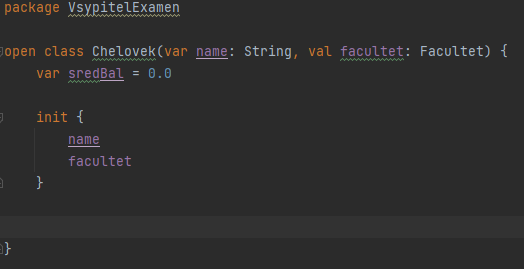 package VsypitelExamen
open class Chelovek(var name: String, val facultet: Facultet) {
var sredBal = 0.0
init {
name
facultet
}
}